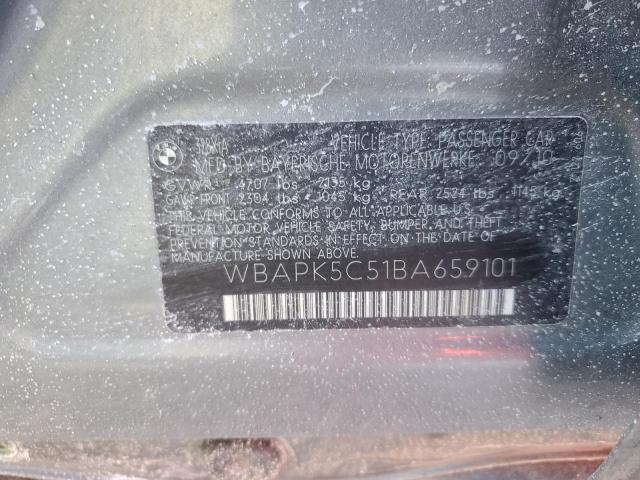 BMW
328XIA VEHICLE TYPE PASSENGER CAR
MFD BY BAYERISCHE MOTORENWERKE 09/10
GVWR 4707 lbs 2135 kg
GAWR FRONT 2304 lbs 1045 kg REAR 2524 lbs 1145 kg
THIS VEHICLE CONFORMS TO ALL APPLICABLE U.S.
FEDERAL MOTOR VEHICLE SAFETY, BUMPER, AND THEFT
PREVENTION STANDARDS IN EFFECT ON THE DATE OF
MANUFACTURE SHOWN ABOVE.
WBAPK5C51BA659101